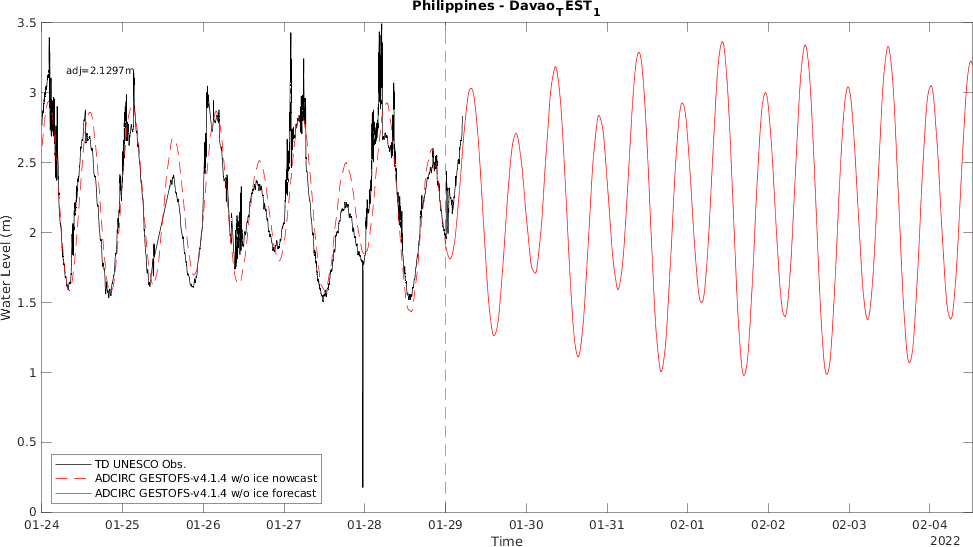 Philippines - Davao_TEST_1
3.5
adj=2.1297m
3
2.5
2
1.5
1
0.5
0
Water Level (m)
TD UNESCO Obs.
ADCIRC GESTOFS-v4.1.4 w/o ice nowcast
ADCIRC GESTOFS-v4.1.4 w/o ice forecast
01-24 01-25 01-26 01-27 01-28 01-29 01-30 01-31 02-01 02-02 02-03 02-04
Time
2022